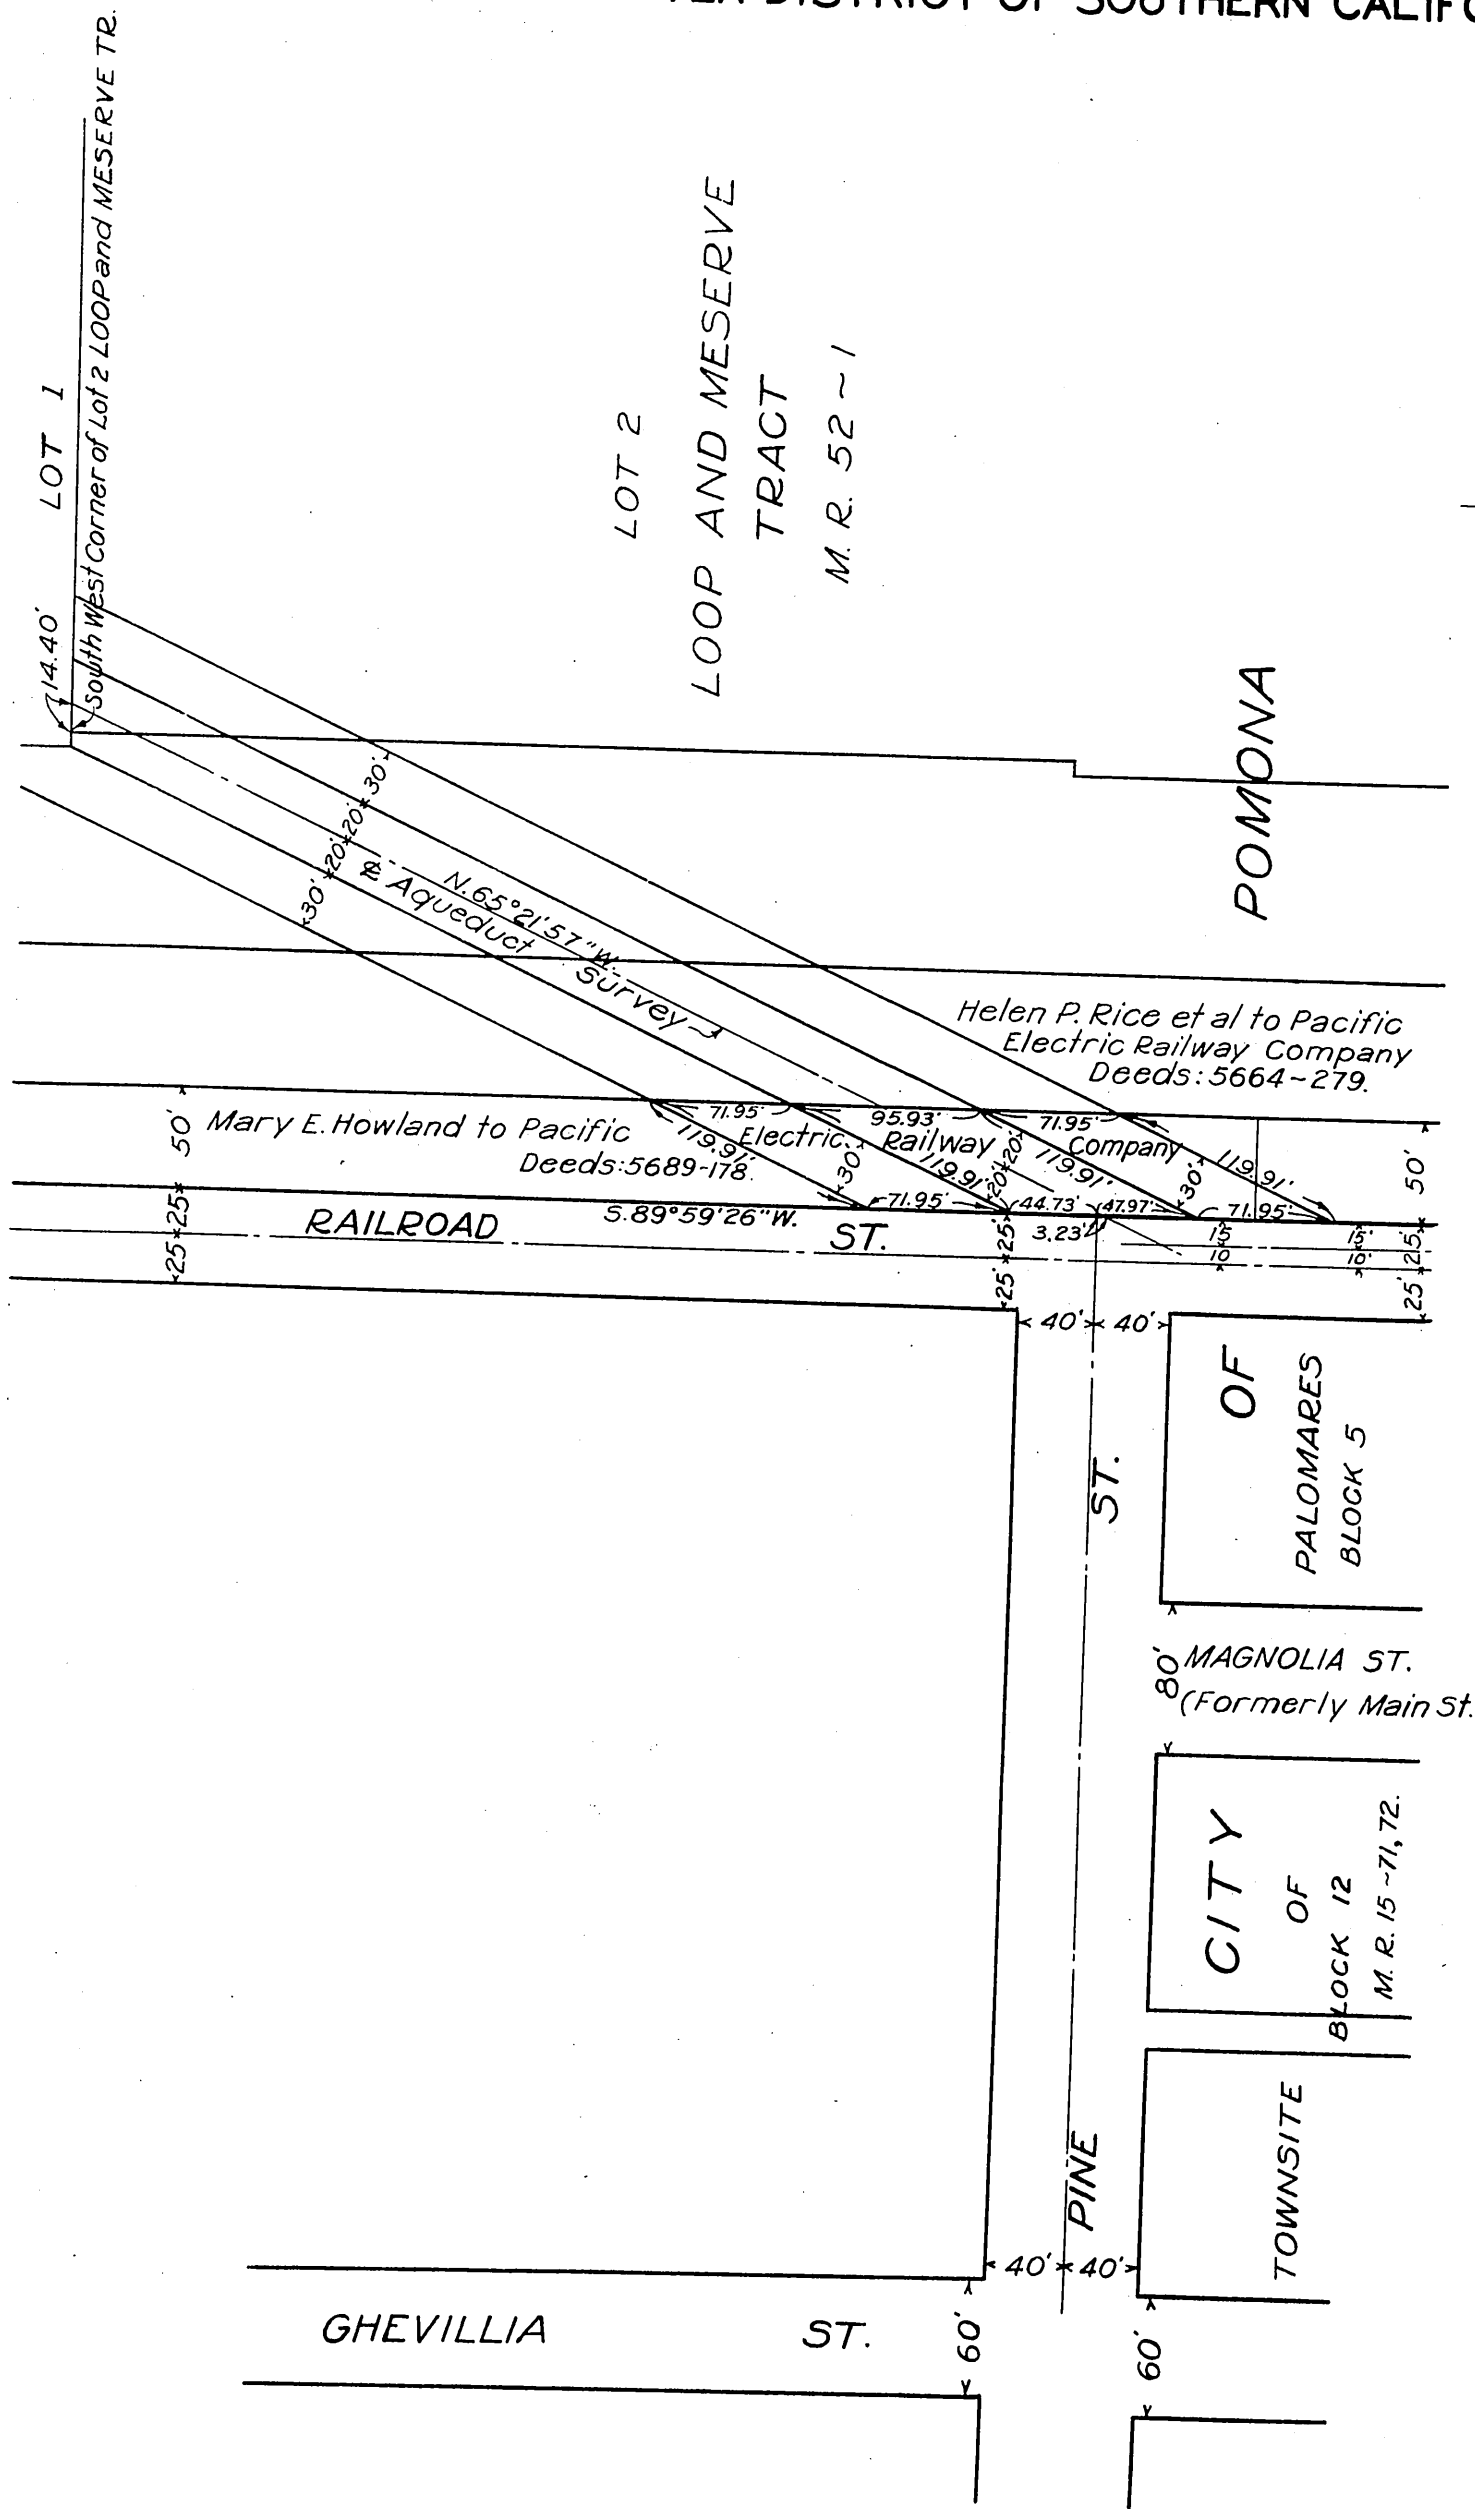 DISTRICT OF SOUTHERN
LOT 1
14.40'
South West Corner of Lot 2 LOOP and MESERVE TR.
LOT 2
LOOP AND MESERVE
TRACT
M. R. 52~1
30' 20' 20' 30'
N.65°21'57"W.
Aqueduct Survey
POMONA
Helen P. Rice et al to Pacific
Electric Railway Company
Deeds: 5664~279.
50'
Mary E. Howland to Pacific Electric Railway Company
Deeds: 5689-178.
71.95' 95.93' 71.95'
119.91' 119.91' 119.91' 119.91'
30' 20' 20' 30'
50'
71.95' 44.73' 47.97' 71.95'
3.23'
S.89°59'26"W.
RAILROAD ST.
25' 25'
25' 25'
15' 15'
10 10'
25' 25'
40' 40'
OF
PALOMARES
BLOCK 5
ST.
80'
MAGNOLIA ST.
(Formerly Main St.
CITY
OF
BLOCK 12
M. R. 15~71,72.
TOWNSITE
PINE
40' 40'
GHEVILLIA ST.
60'
60'